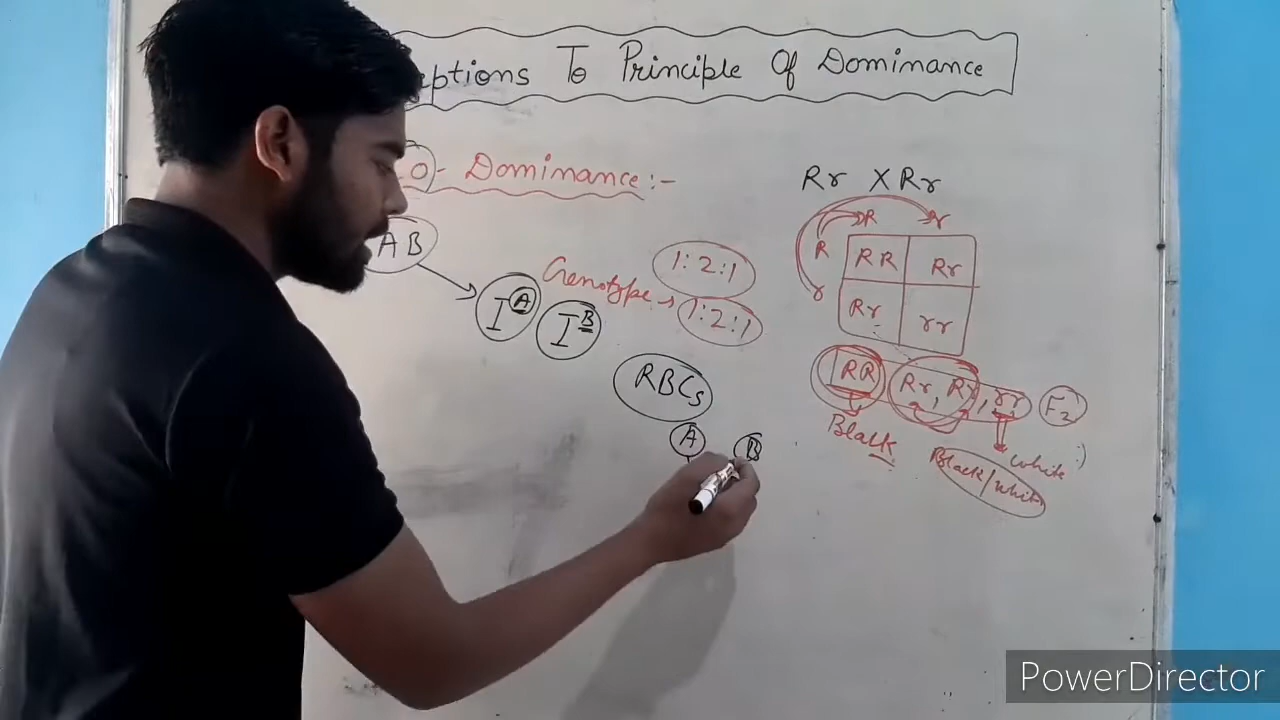 ptions To Principle Of Dominance
o- Dominance:-
AB
I^A I^B
Genotype → 1:2:1
1:2:1
RBCs
A B
Rr X Rr
R r
R RR Rr
r Rr rr
RR Rr, Rr, rr F2
Black
white :)
Black/white
PowerDirector